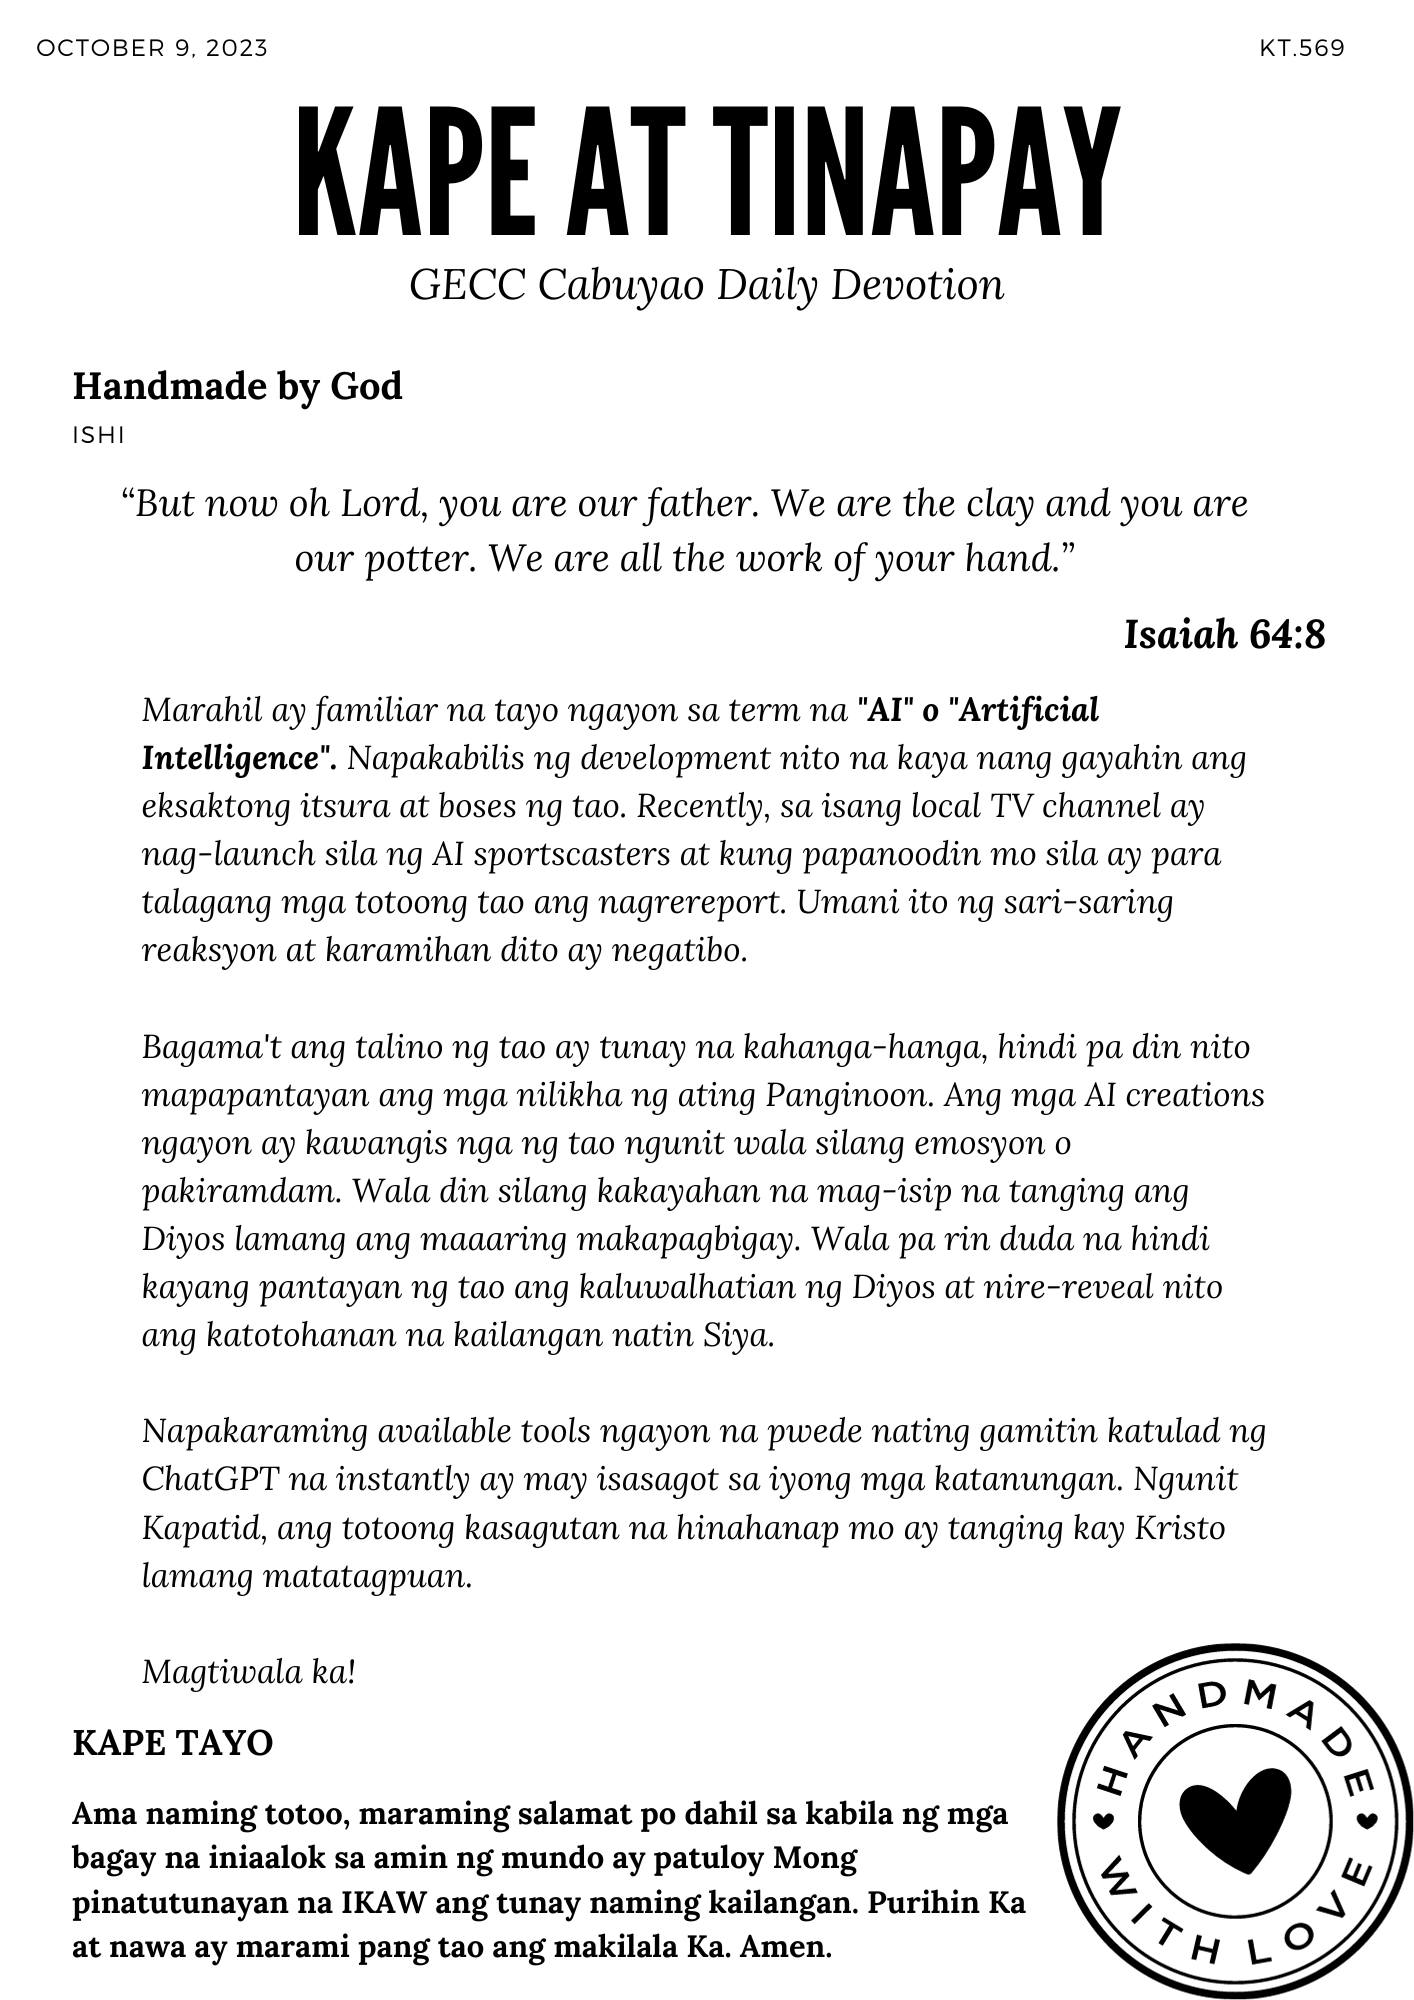 OCTOBER 9, 2023
KT.569
KAPE AT TINAPAY
GECC Cabuyao Daily Devotion
Handmade by God
ISHI
“But now oh Lord, you are our father. We are the clay and you are
our potter. We are all the work of your hand.”
Isaiah 64:8
Marahil ay familiar na tayo ngayon sa term na "AI" o "Artificial
Intelligence". Napakabilis ng development nito na kaya nang gayahin ang
eksaktong itsura at boses ng tao. Recently, sa isang local TV channel ay
nag-launch sila ng AI sportscasters at kung papanoodin mo sila ay para
talagang mga totoong tao ang nagrereport. Umani ito ng sari-saring
reaksyon at karamihan dito ay negatibo.
Bagama't ang talino ng tao ay tunay na kahanga-hanga, hindi pa din nito
mapapantayan ang mga nilikha ng ating Panginoon. Ang mga AI creations
ngayon ay kawangis nga ng tao ngunit wala silang emosyon o
pakiramdam. Wala din silang kakayahan na mag-isip na tanging ang
Diyos lamang ang maaaring makapagbigay. Wala pa rin duda na hindi
kayang pantayan ng tao ang kaluwalhatian ng Diyos at nire-reveal nito
ang katotohanan na kailangan natin Siya.
Napakaraming available tools ngayon na pwede nating gamitin katulad ng
ChatGPT na instantly ay may isasagot sa iyong mga katanungan. Ngunit
Kapatid, ang totoong kasagutan na hinahanap mo ay tanging kay Kristo
lamang matatagpuan.
Magtiwala ka!
KAPE TAYO
Ama naming totoo, maraming salamat po dahil sa kabila ng mga
bagay na iniaalok sa amin ng mundo ay patuloy Mong
pinatutunayan na IKAW ang tunay naming kailangan. Purihin Ka
at nawa ay marami pang tao ang makilala Ka. Amen.
HANDMADE
WITH LOVE